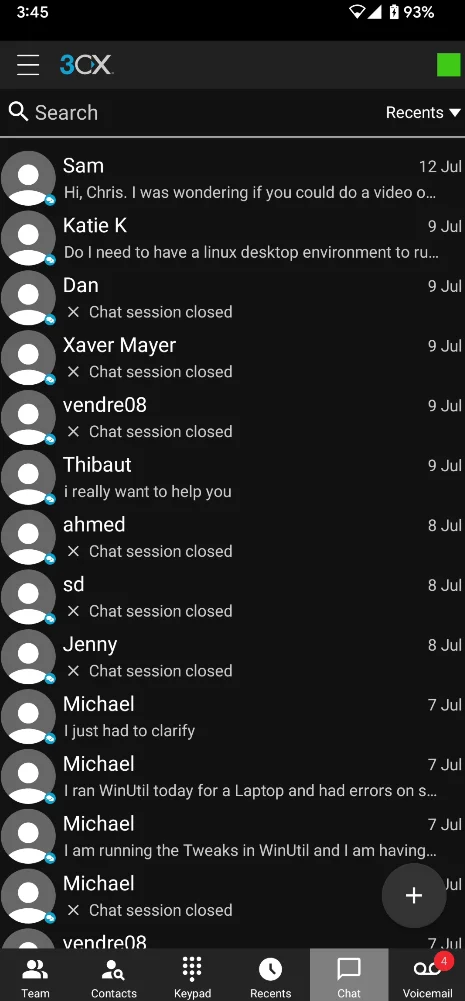 3:45
93%
3CX
Search
Recents
Sam
12 Jul
Hi, Chris. I was wondering if you could do a video o…
Katie K
9 Jul
Do I need to have a linux desktop environment to ru…
Dan
9 Jul
Chat session closed
Xaver Mayer
9 Jul
Chat session closed
vendre08
9 Jul
Chat session closed
Thibaut
9 Jul
i really want to help you
ahmed
8 Jul
Chat session closed
sd
8 Jul
Chat session closed
Jenny
8 Jul
Chat session closed
Michael
7 Jul
I just had to clarify
Michael
7 Jul
I ran WinUtil today for a Laptop and had errors on s…
Michael
7 Jul
I am running the Tweaks in WinUtil and I am having…
Michael
Jul
Chat session closed
vendre08
7 Jul
4
Team
Contacts
Keypad
Recents
Chat
Voicemail